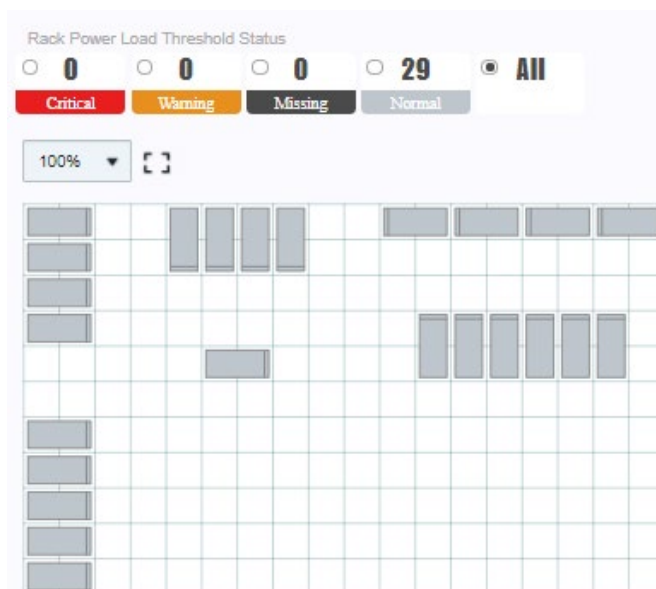 Rack Power Load Threshold Status
0 0 0 29 All
Critical Warning Missing Normal
100%